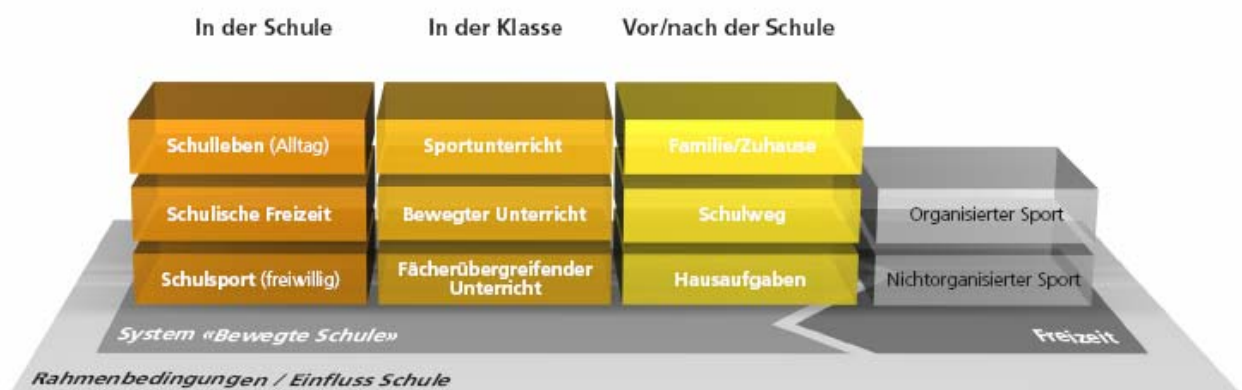 In der Schule
In der Klasse
Vor/nach der Schule
Schulleben (Alltag)
Sportunterricht
Familie/Zuhause
Schulische Freizeit
Bewegter Unterricht
Schulweg
Organisierter Sport
Schulsport (freiwillig)
Fächerübergreifender
Unterricht
Hausaufgaben
Nichtorganisierter Sport
System «Bewegte Schule»
Freizeit
Rahmenbedingungen / Einfluss Schule